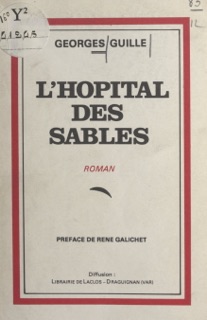 GEORGES GUILLE
L'HOPITAL
DES
SABLES
ROMAN
PREFACE DE RENE GALICHET
Diffusion :
LIBRAIRIE DE LACLOS - DRAGUIGNAN (VAR)